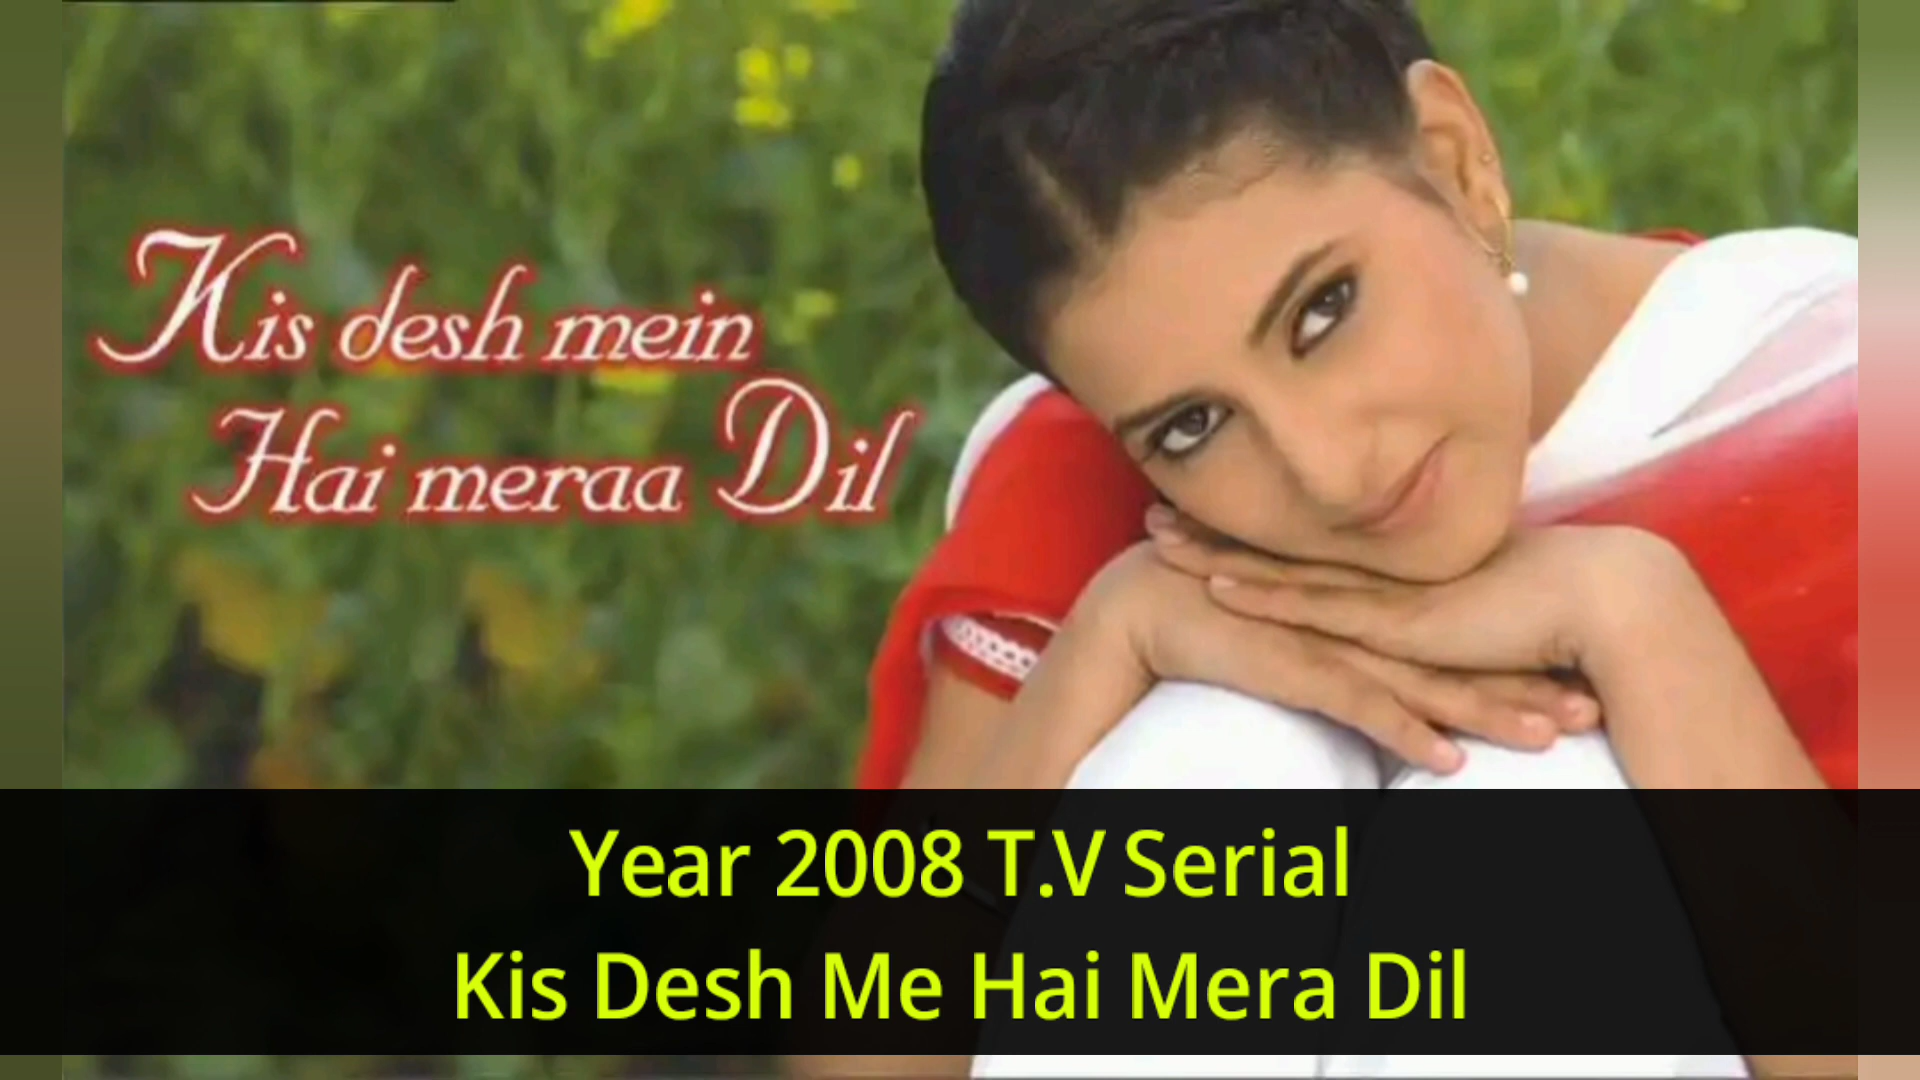 Kis desh mein
Hai meraa Dil
Year 2008 T.V Serial
Kis Desh Me Hai Mera Dil